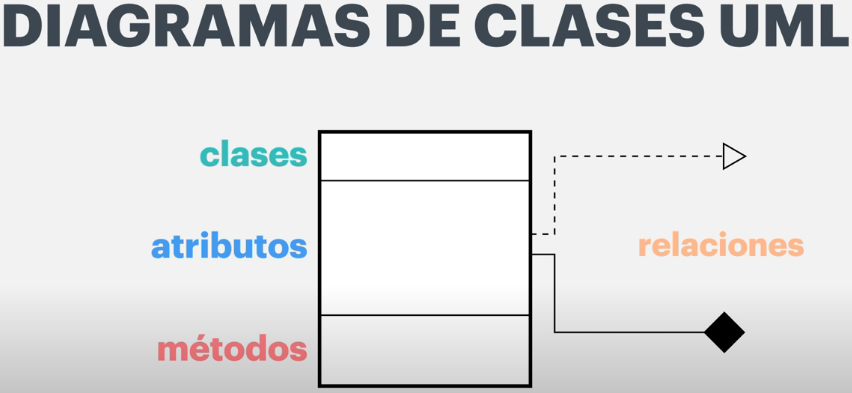 DIAGRAMAS DE CLASES UML
clases
atributos
relaciones
métodos